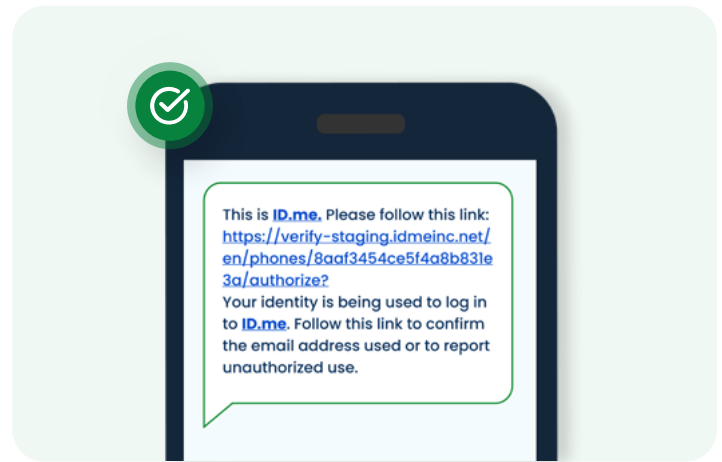 This is ID.me. Please follow this link:
https://verify-staging.idmeinc.net/
en/phones/8aaf3454ce5f4a8b831e
3a/authorize?
Your identity is being used to log in
to ID.me. Follow this link to confirm
the email address used or to report
unauthorized use.